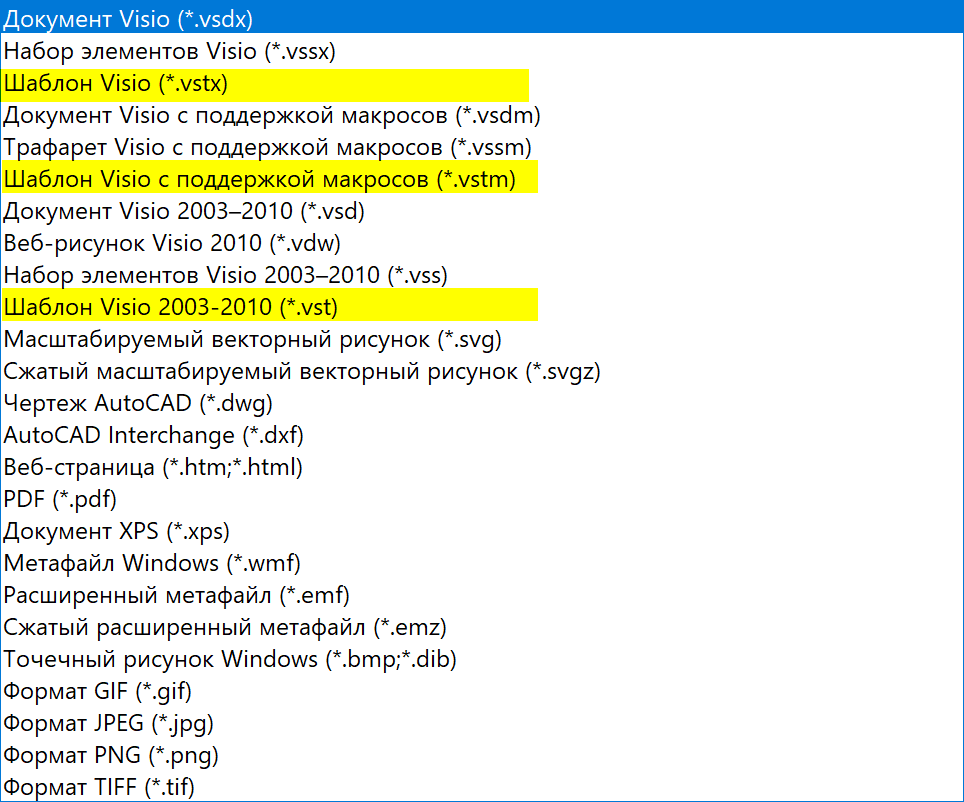 Документ Visio (*.vsdx)
Набор элементов Visio (*.vssx)
Шаблон Visio (*.vstx)
Документ Visio с поддержкой макросов (*.vsdm)
Трафарет Visio с поддержкой макросов (*.vssm)
Шаблон Visio с поддержкой макросов (*.vstm)
Документ Visio 2003–2010 (*.vsd)
Веб-рисунок Visio 2010 (*.vdw)
Набор элементов Visio 2003–2010 (*.vss)
Шаблон Visio 2003-2010 (*.vst)
Масштабируемый векторный рисунок (*.svg)
Сжатый масштабируемый векторный рисунок (*.svgz)
Чертеж AutoCAD (*.dwg)
AutoCAD Interchange (*.dxf)
Веб-страница (*.htm;*.html)
PDF (*.pdf)
Документ XPS (*.xps)
Метафайл Windows (*.wmf)
Расширенный метафайл (*.emf)
Сжатый расширенный метафайл (*.emz)
Точечный рисунок Windows (*.bmp;*.dib)
Формат GIF (*.gif)
Формат JPEG (*.jpg)
Формат PNG (*.png)
Формат TIFF (*.tif)